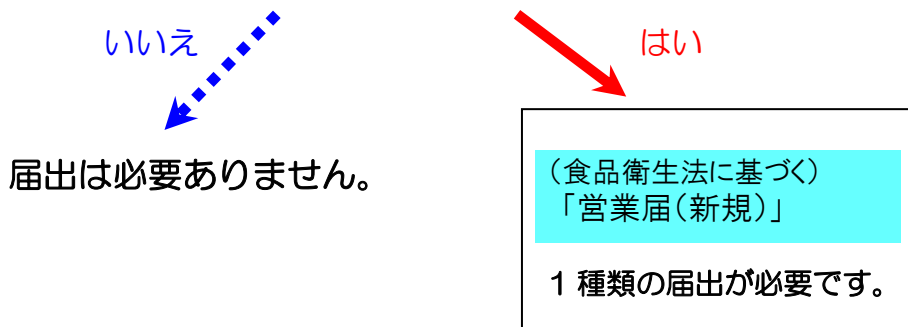 いいえ
はい
届出は必要ありません。
（食品衛生法に基づく）
「営業届（新規）」
１種類の届出が必要です。